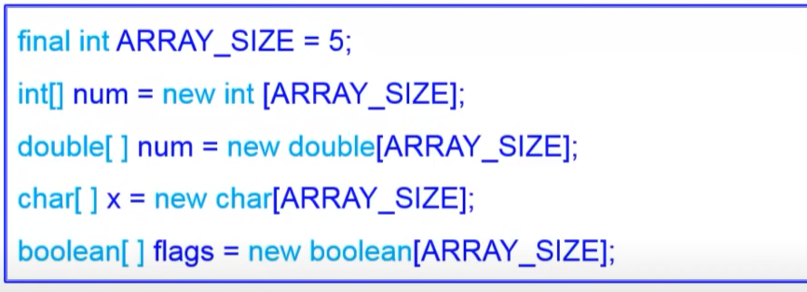 final int ARRAY_SIZE = 5;
int[] num = new int [ARRAY_SIZE];
double[ ] num = new double[ARRAY_SIZE];
char[ ] x = new char[ARRAY_SIZE];
boolean[ ] flags = new boolean[ARRAY_SIZE];